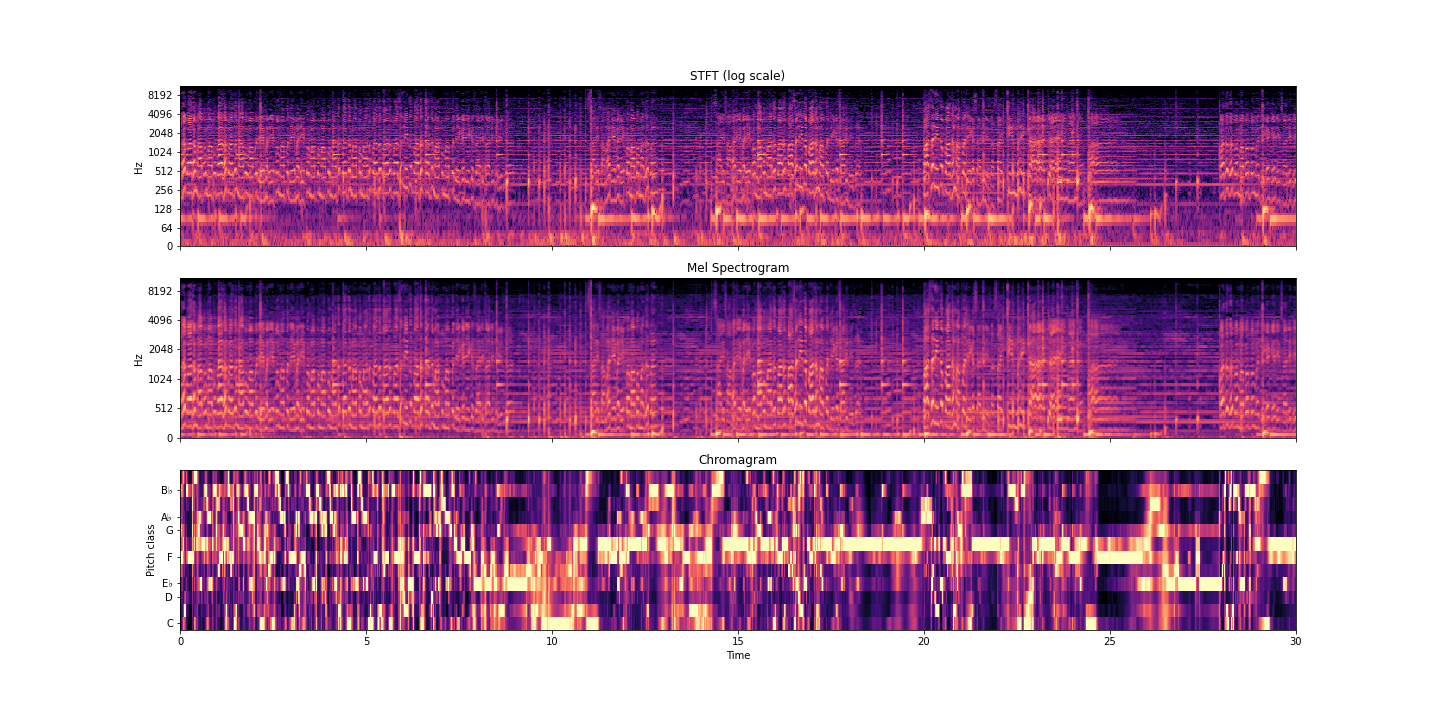 STFT (log scale)
8192
4096
2048
1024
512
256
128
64
0
Hz
Mel Spectrogram
8192
4096
2048
1024
512
0
Hz
Chromagram
B♭
A♭
G
F
E♭
D
C
Pitch class
0 5 10 15 20 25 30
Time